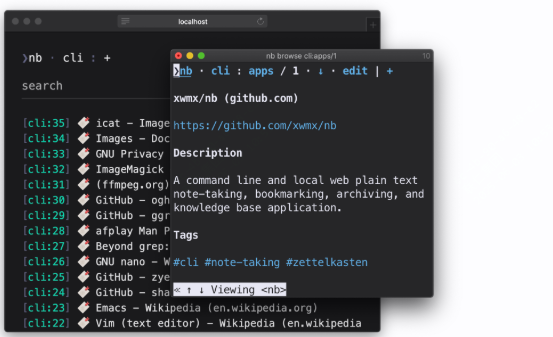 localhost
❯nb · cli : +
search
[cli:35] 🔖 icat – Image
[cli:34] 🔖 Images – Doc
[cli:33] 🔖 GNU Privacy
[cli:32] 🔖 ImageMagick
[cli:31] 🔖 (ffmpeg.org)
[cli:30] 🔖 GitHub – ogh
[cli:29] 🔖 GitHub – ggr
[cli:28] 🔖 afplay Man P
[cli:27] 🔖 Beyond grep:
[cli:26] 🔖 GNU nano – W
[cli:25] 🔖 GitHub – zye
[cli:24] 🔖 GitHub – sha
[cli:23] 🔖 Emacs – Wikipedia (en.wikipedia.org)
[cli:22] 🔖 Vim (text editor) – Wikipedia (en.wikipedia
nb browse cli:apps/1
10
❯nb · cli : apps / 1 · ↓ · edit | +
xwmx/nb (github.com)
https://github.com/xwmx/nb
Description
A command line and local web plain text
note-taking, bookmarking, archiving, and
knowledge base application.
Tags
#cli #note-taking #zettelkasten
≪ ↑ ↓ Viewing <nb>